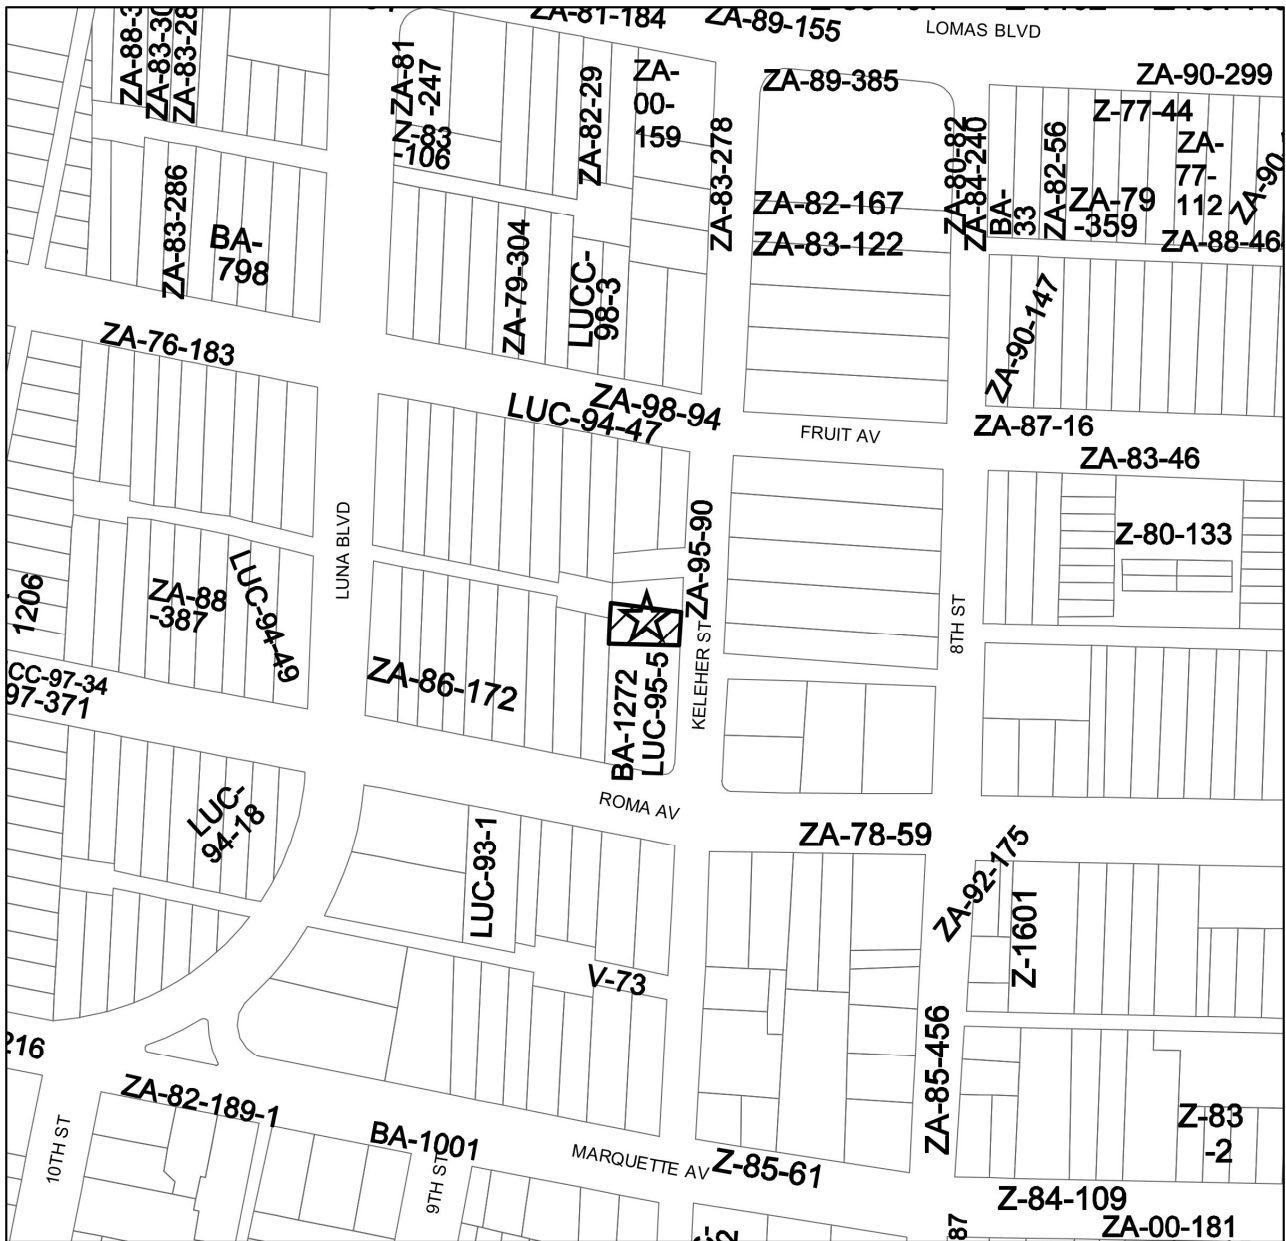 ZA-81-184
ZA-89-155
LOMAS BLVD
ZA-90-299
ZA-83-28
ZA-81
-247
Z-83
-106
ZA-82-29
ZA-
00-
159
ZA-83-278
ZA-89-385
ZA-82-167
ZA-83-122
ZA-80-82
ZA-84-240
BA-
33
ZA-82-56
Z-77-44
ZA-79
-359
ZA-
77-
112
ZA-90
ZA-88-46
ZA-83-286
BA-
798
ZA-79-304
LUCC-
98-3
ZA-90-147
ZA-76-183
ZA-98-94
LUC-94-47
FRUIT AV
ZA-87-16
ZA-83-46
Z-80-133
LUNA BLVD
ZA-95-90
8TH ST
1206
ZA-88
-387
LUC-94-49
CC-97-34
97-371
ZA-86-172
BA-1272
LUC-95-5
KELEHER ST
LUC-
94-18
ROMA AV
LUC-93-1
ZA-78-59
ZA-92-175
Z-1601
V-73
216
ZA-85-456
ZA-82-189-1
10TH ST
BA-1001
9TH ST
MARQUETTE AV
Z-85-61
Z-83
-2
Z-84-109
ZA-00-181
87